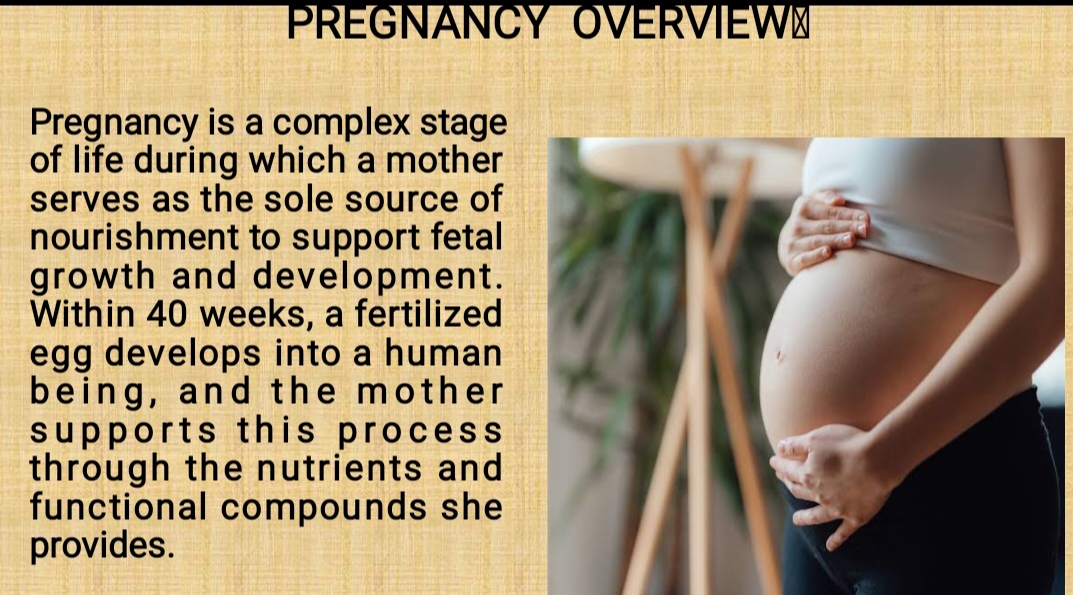 PREGNANCY OVERVIEW
Pregnancy is a complex stage
of life during which a mother
serves as the sole source of
nourishment to support fetal
growth and development.
Within 40 weeks, a fertilized
egg develops into a human
being, and the mother
supports this process
through the nutrients and
functional compounds she
provides.